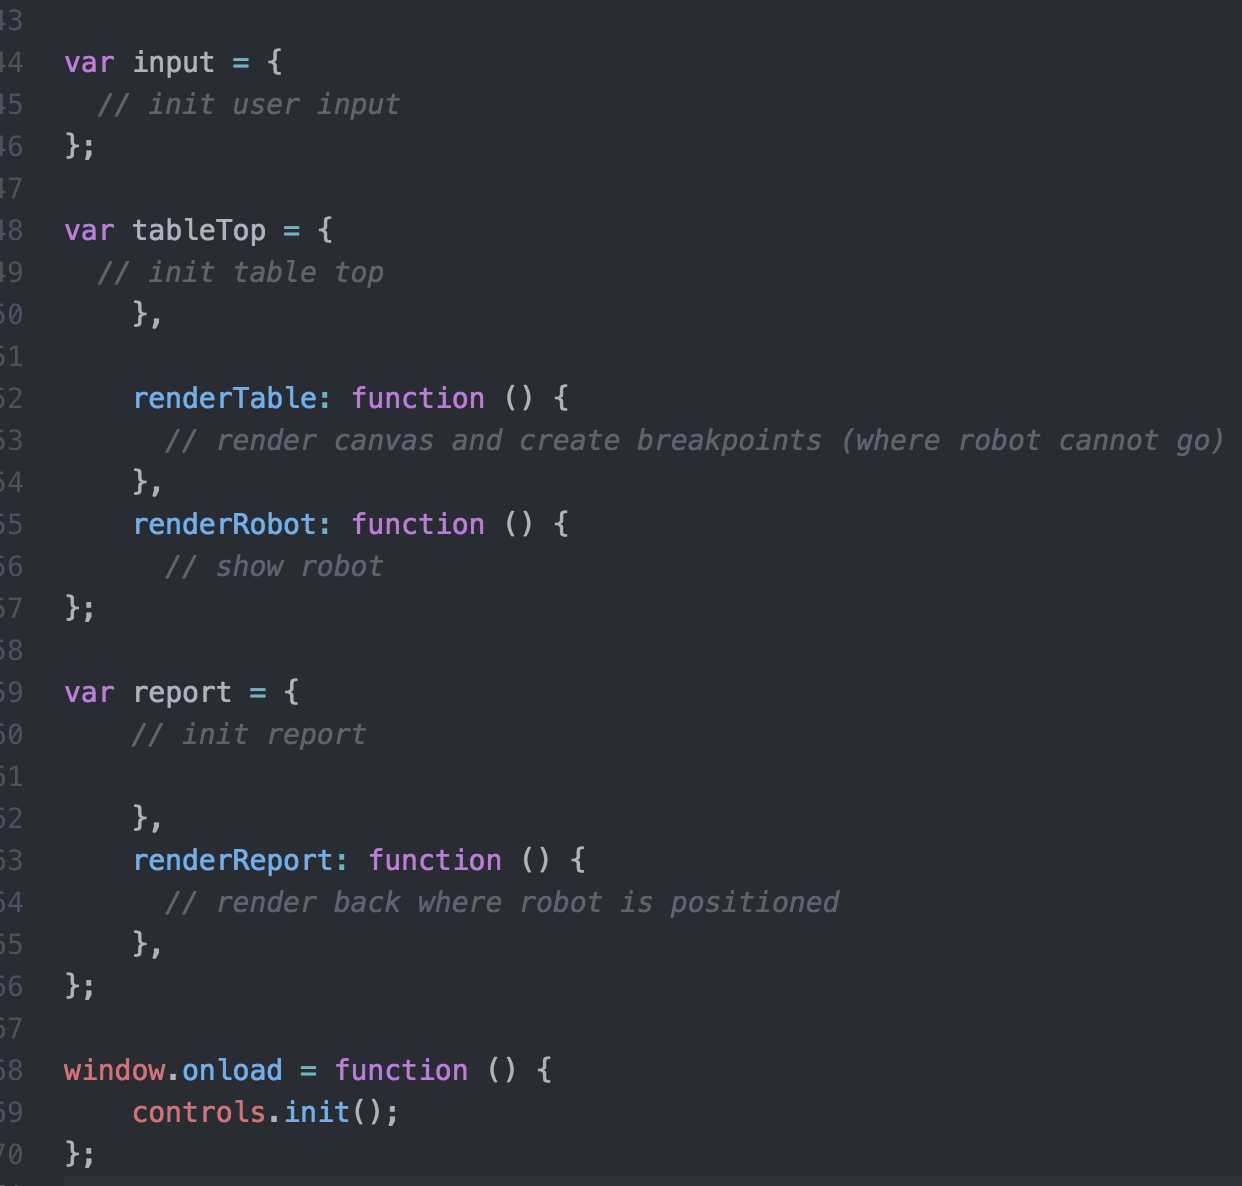 43
44 var input = {
45 // init user input
46 };
47
48 var tableTop = {
49 // init table top
50 },
51
52 renderTable: function () {
53 // render canvas and create breakpoints (where robot cannot go)
54 },
55 renderRobot: function () {
56 // show robot
57 };
58
59 var report = {
60 // init report
61
62 },
63 renderReport: function () {
64 // render back where robot is positioned
65 },
66 };
67
68 window.onload = function () {
69 controls.init();
70 };